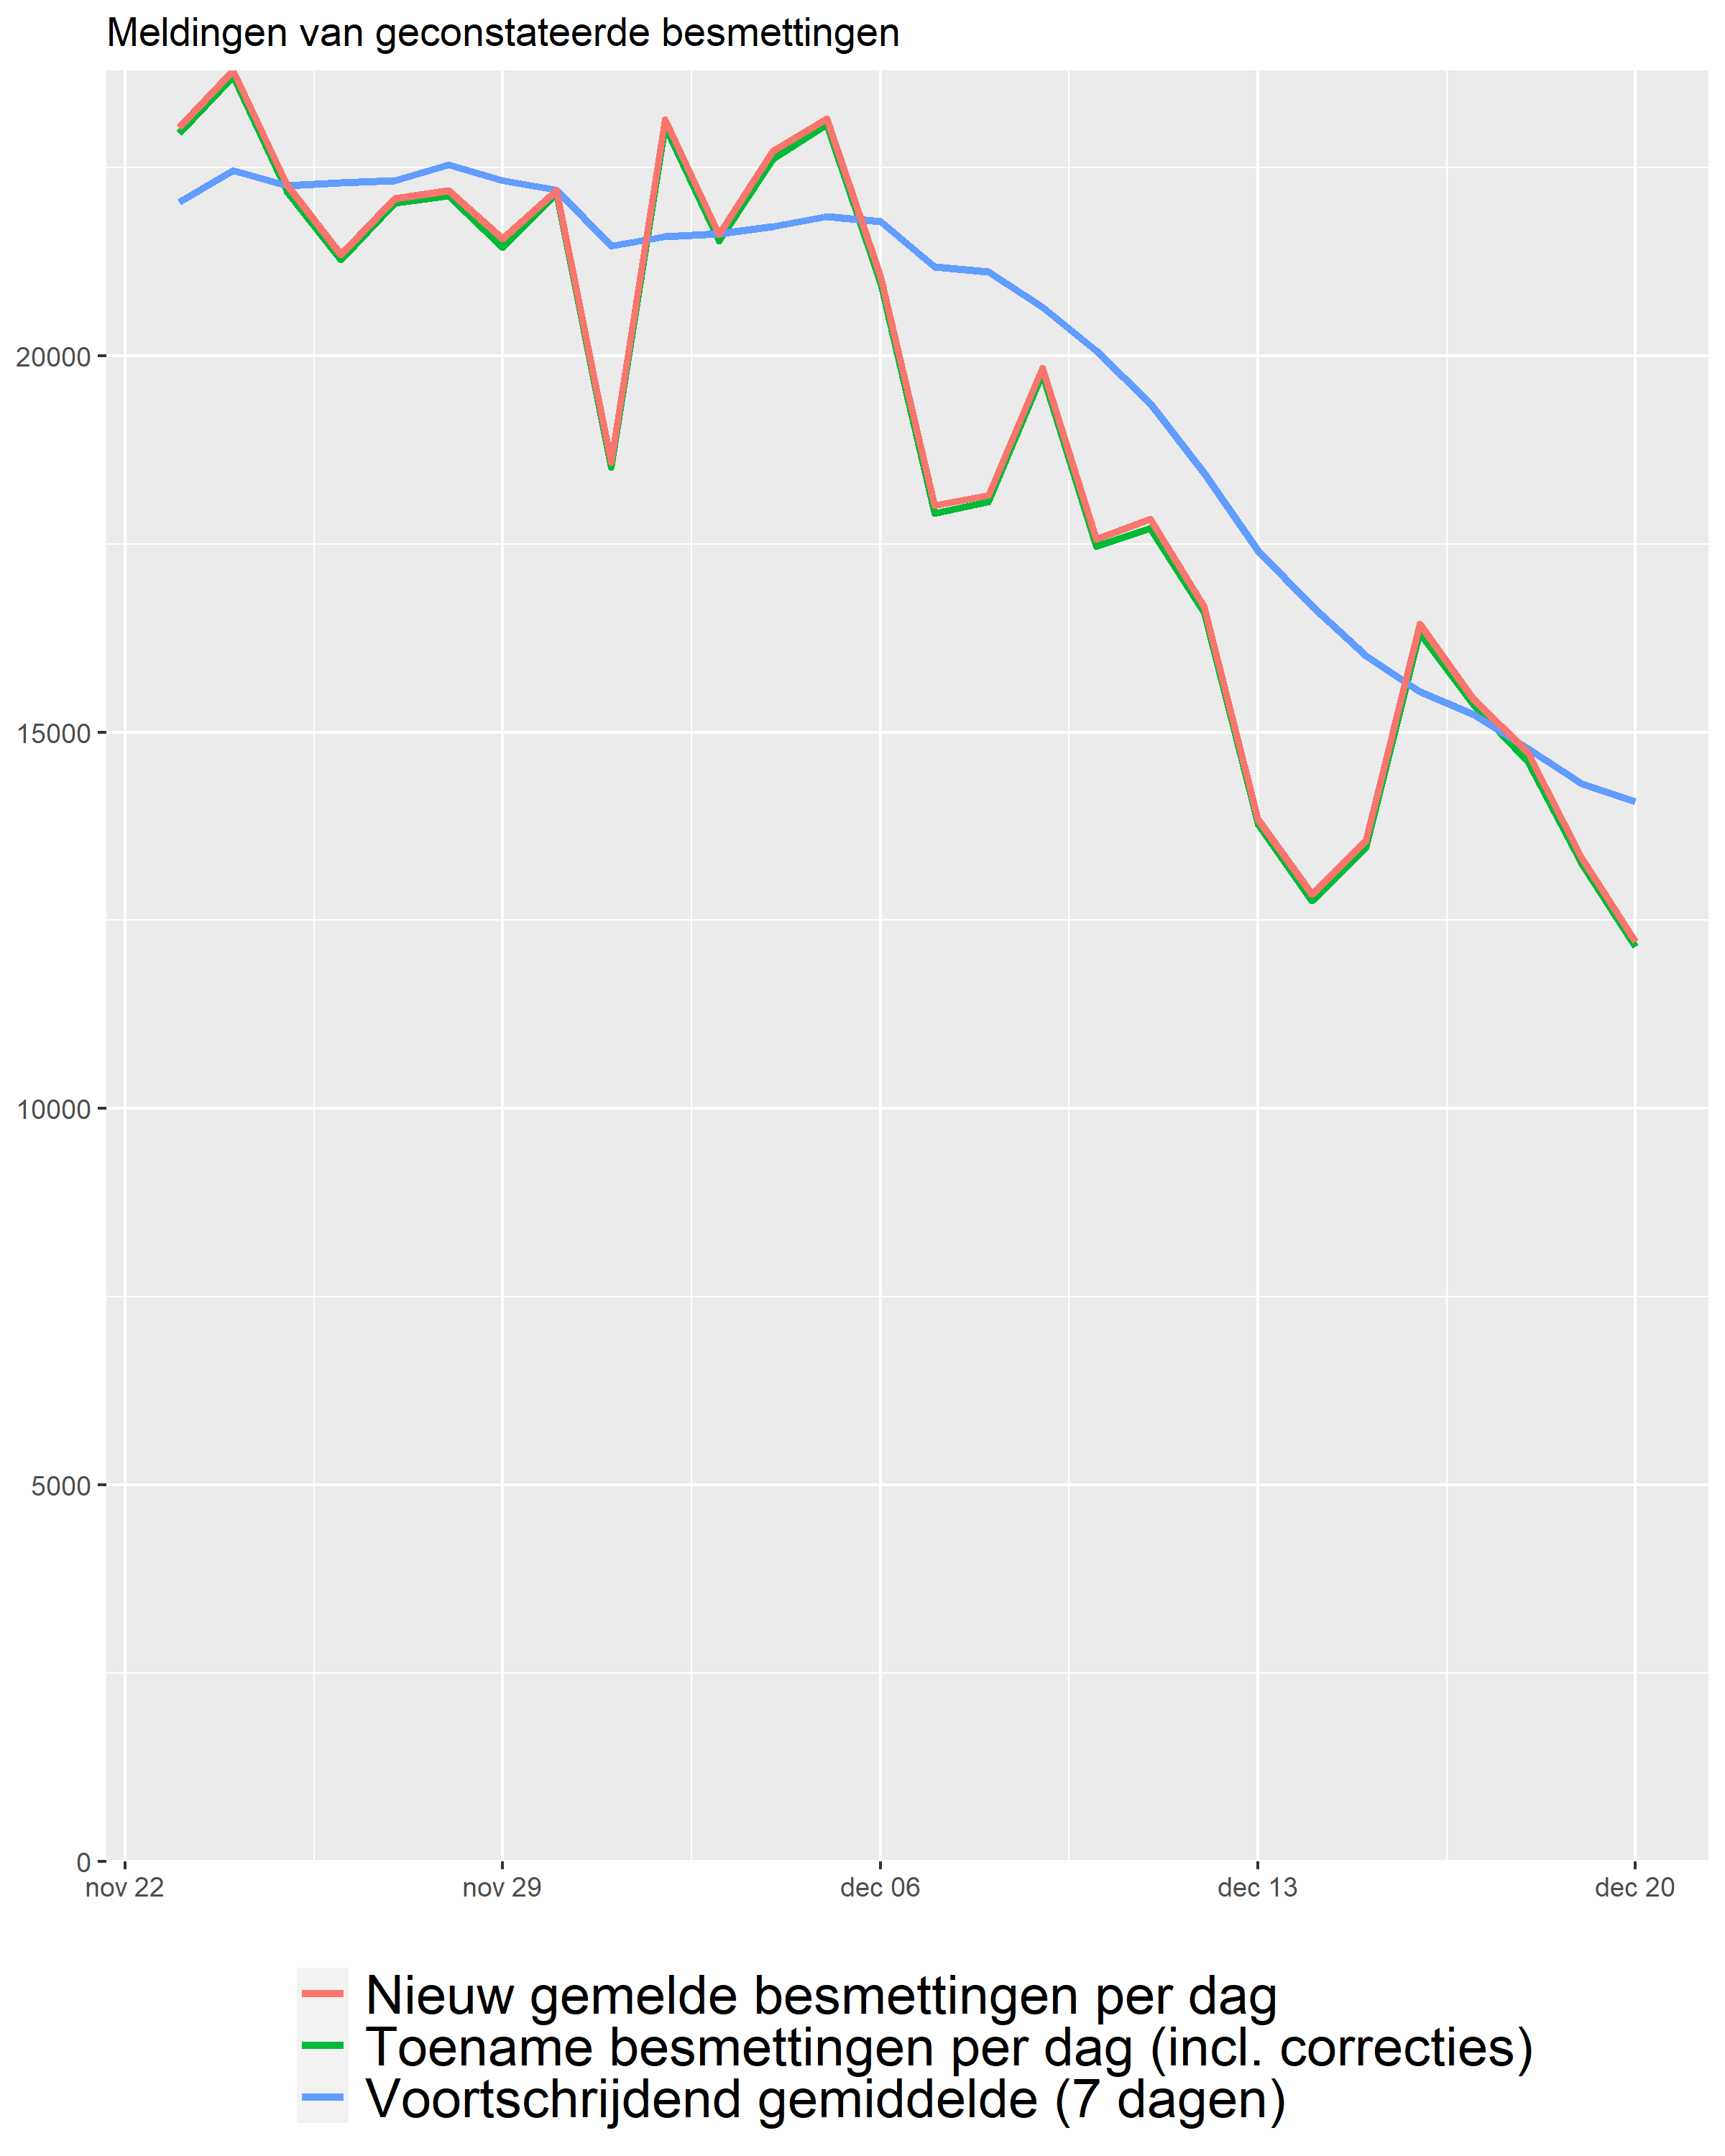 Meldingen van geconstateerde besmettingen
20000
15000
10000
5000
0
nov 22 nov 29 dec 06 dec 13 dec 20
Nieuw gemelde besmettingen per dag
Toename besmettingen per dag (incl. correcties)
Voortschrijdend gemiddelde (7 dagen)